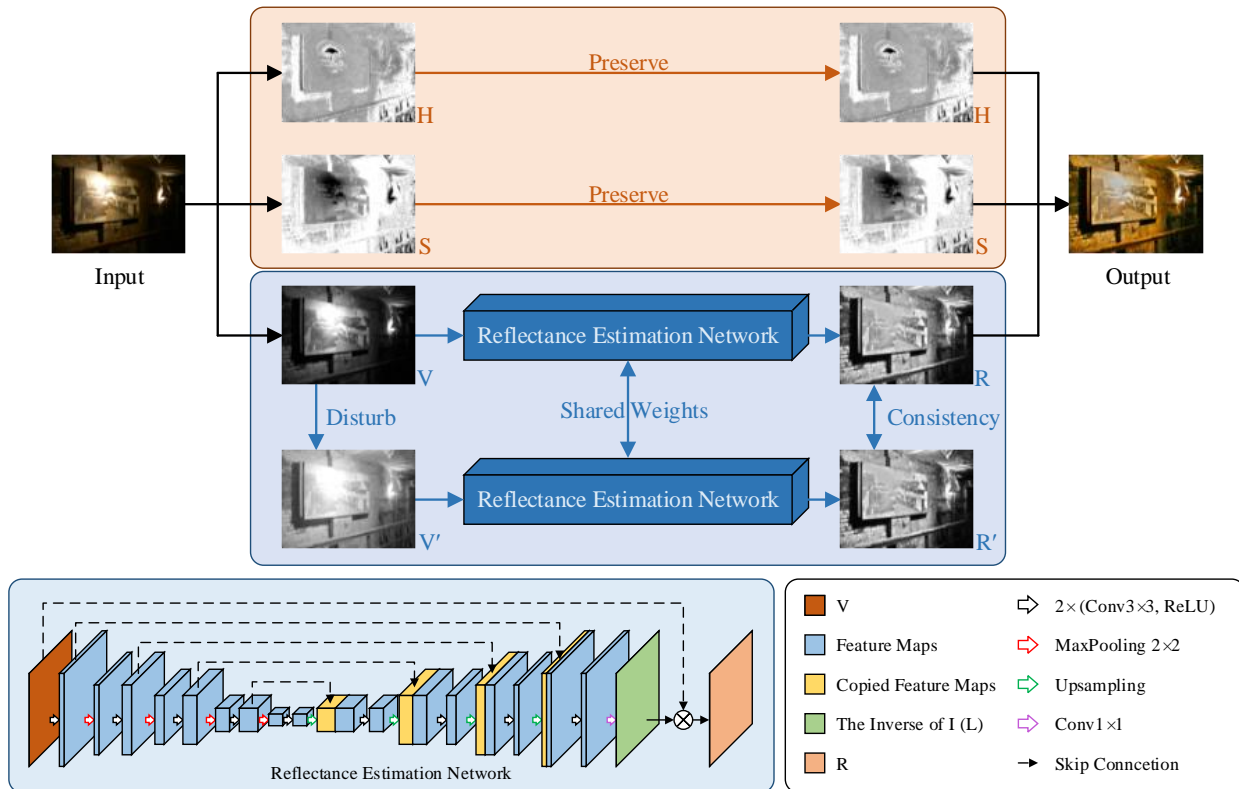 Preserve
H
H
Preserve
S
S
Input
Output
Reflectance Estimation Network
V
R
Disturb
Shared Weights
Consistency
Reflectance Estimation Network
V′
R′
Reflectance Estimation Network
V
2×(Conv3×3, ReLU)
Feature Maps
MaxPooling 2×2
Copied Feature Maps
Upsampling
The Inverse of I (L)
Conv1×1
R
Skip Conncetion